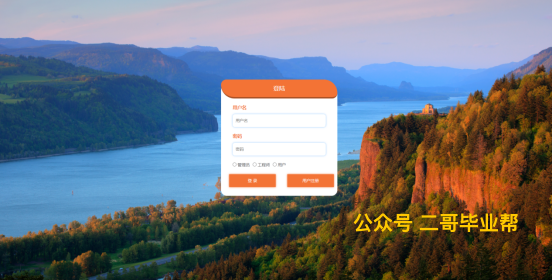 登陆
用户名
用户名
密码
密码
管理员 工程师 用户
登录 用户注册
公众号 二哥毕业帮